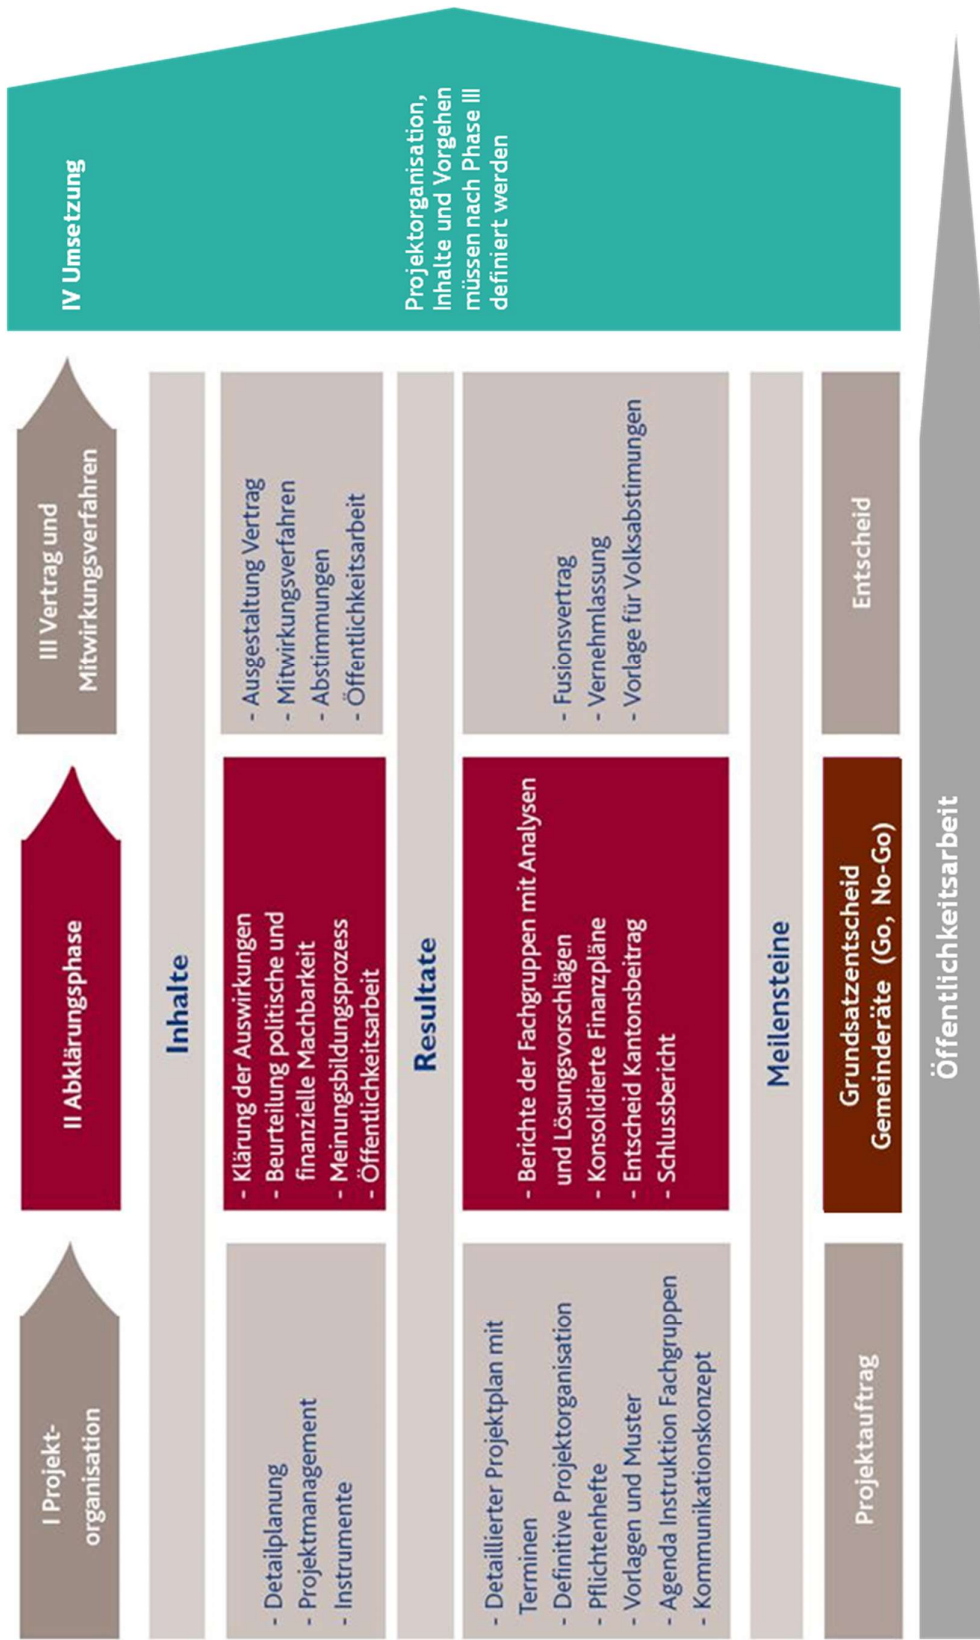 I Projekt-
organisation
II Abklärungsphase
III Vertrag und
Mitwirkungsverfahren
IV Umsetzung
Inhalte
- Detailplanung
- Projektmanagement
- Instrumente
- Klärung der Auswirkungen
- Beurteilung politische und
finanzielle Machbarkeit
- Meinungsbildungsprozess
- Öffentlichkeitsarbeit
- Ausgestaltung Vertrag
- Mitwirkungsverfahren
- Abstimmungen
- Öffentlichkeitsarbeit
Resultate
- Detaillierter Projektplan mit
Terminen
- Definitive Projektorganisation
- Pflichtenhefte
- Vorlagen und Muster
- Agenda Instruktion Fachgruppen
- Kommunikationskonzept
- Berichte der Fachgruppen mit Analysen
und Lösungsvorschlägen
- Konsolidierte Finanzpläne
- Entscheid Kantonsbeitrag
- Schlussbericht
- Fusionsvertrag
- Vernehmlassung
- Vorlage für Volksabstimungen
Projektorganisation,
Inhalte und Vorgehen
müssen nach Phase III
definiert werden
Meilensteine
Projektauftrag
Grundsatzentscheid
Gemeinderäte (Go, No-Go)
Entscheid
Öffentlichkeitsarbeit